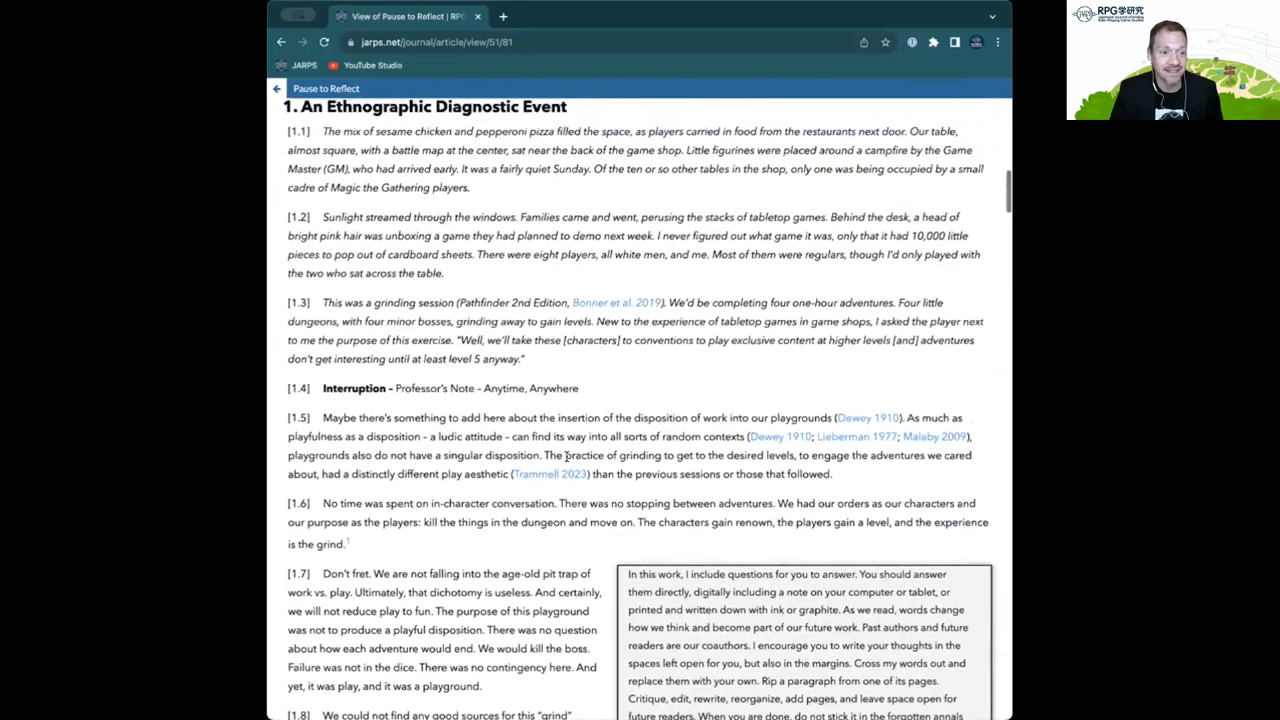 View of Pause to Reflect | RPG
jarps.net/journal/article/view/51/81
JARPS
YouTube Studio
RPG学研究
Pause to Reflect
1. An Ethnographic Diagnostic Event
[1.1] The mix of sesame chicken and pepperoni pizza filled the space, as players carried in food from the restaurants next door. Our table,
almost square, with a battle map at the center, sat near the back of the game shop. Little figurines were placed around a campfire by the Game
Master (GM), who had arrived early. It was a fairly quiet Sunday. Of the ten or so other tables in the shop, only one was being occupied by a small
cadre of Magic the Gathering players.
[1.2] Sunlight streamed through the windows. Families came and went, perusing the stacks of tabletop games. Behind the desk, a head of
bright pink hair was unboxing a game they had planned to demo next week. I never figured out what game it was, only that it had 10,000 little
pieces to pop out of cardboard sheets. There were eight players, all white men, and me. Most of them were regulars, though I'd only played with
the two who sat across the table.
[1.3] This was a grinding session (Pathfinder 2nd Edition, Bonner et al. 2019). We'd be completing four one-hour adventures. Four little
dungeons, with four minor bosses, grinding away to gain levels. New to the experience of tabletop games in game shops, I asked the player next
to me the purpose of this exercise. "Well, we'll take these [characters] to conventions to play exclusive content at higher levels [and] adventures
don't get interesting until at least level 5 anyway."
[1.4] Interruption – Professor's Note – Anytime, Anywhere
[1.5] Maybe there's something to add here about the insertion of the disposition of work into our playgrounds (Dewey 1910). As much as
playfulness as a disposition – a ludic attitude – can find its way into all sorts of random contexts (Dewey 1910; Lieberman 1977; Malaby 2009),
playgrounds also do not have a singular disposition. The practice of grinding to get to the desired levels, to engage the adventures we cared
about, had a distinctly different play aesthetic (Trammell 2023) than the previous sessions or those that followed.
[1.6] No time was spent on in-character conversation. There was no stopping between adventures. We had our orders as our characters and
our purpose as the players: kill the things in the dungeon and move on. The characters gain renown, the players gain a level, and the experience
is the grind.1
[1.7] Don't fret. We are not falling into the age-old pit trap of
work vs. play. Ultimately, that dichotomy is useless. And certainly,
we will not reduce play to fun. The purpose of this playground
was not to produce a playful disposition. There was no question
about how each adventure would end. We would kill the boss.
Failure was not in the dice. There was no contingency here. And
yet, it was play, and it was a playground.
[1.8] We could not find any good sources for this "grind"
In this work, I include questions for you to answer. You should answer
them directly, digitally including a note on your computer or tablet, or
printed and written down with ink or graphite. As we read, words change
how we think and become part of our future work. Past authors and future
readers are our coauthors. I encourage you to write your thoughts in the
spaces left open for you, but also in the margins. Cross my words out and
replace them with your own. Rip a paragraph from one of its pages.
Critique, edit, rewrite, reorganize, add pages, and leave space open for
future readers. When you are done, do not stick it in the forgotten annals